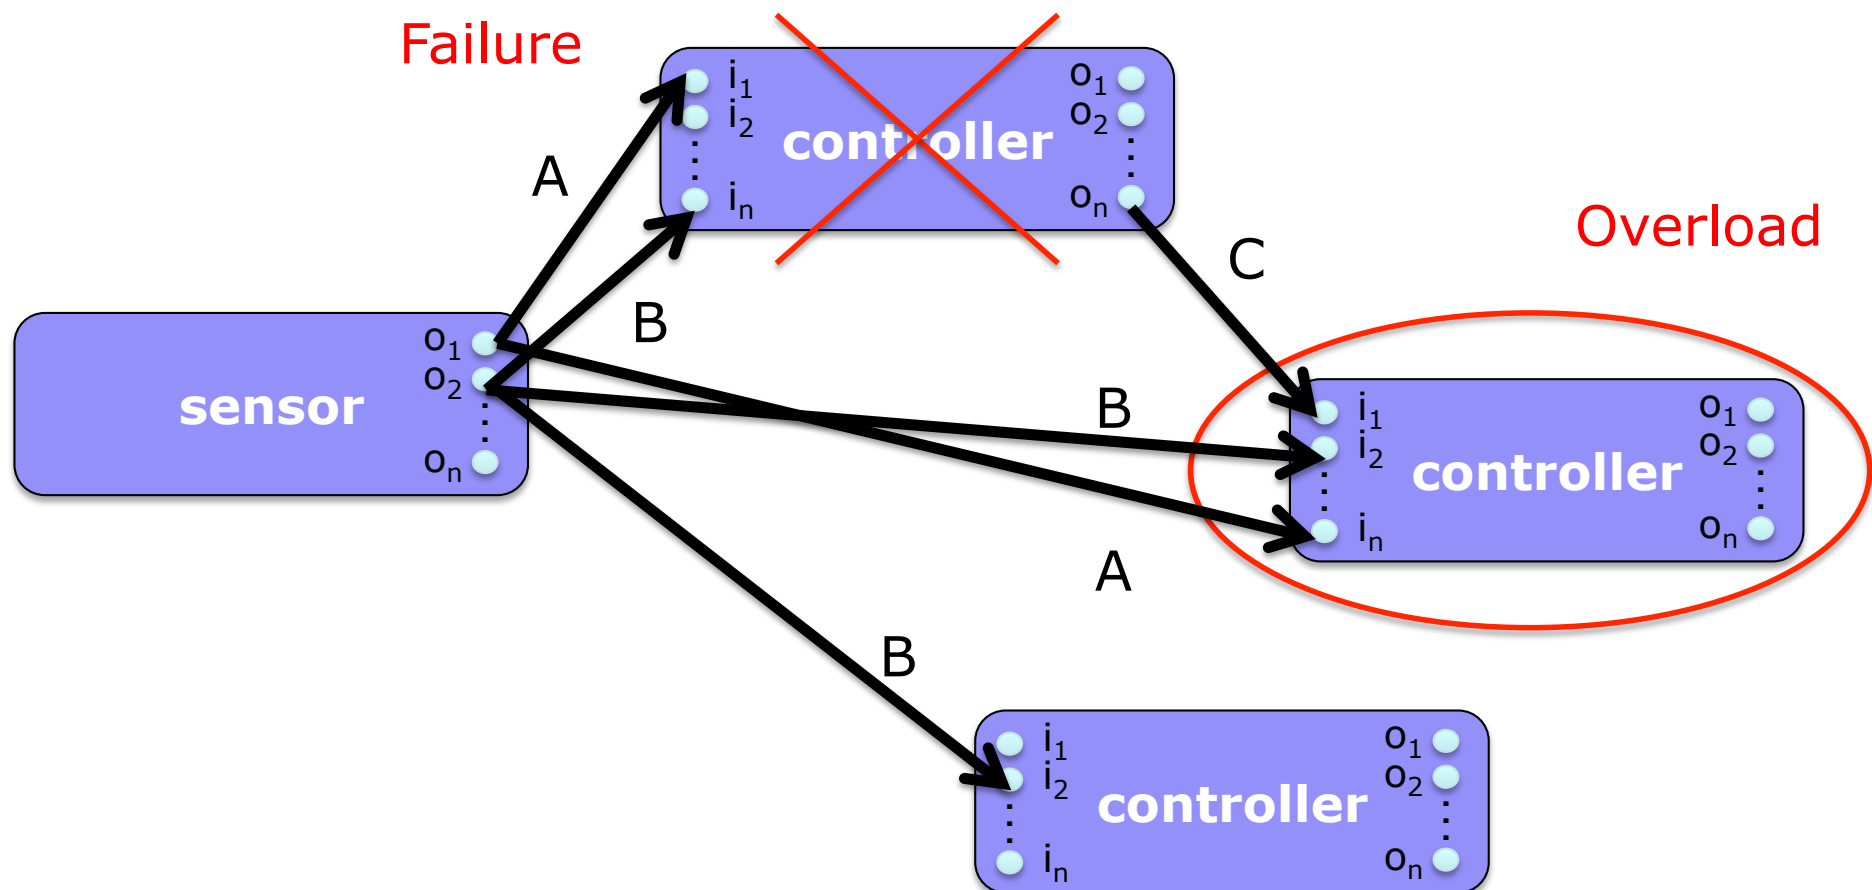 Failure
i1
i2
in
controller
o1
o2
on
A
B
C
Overload
sensor
o1
o2
on
B
A
i1
i2
in
controller
o1
o2
on
B
i1
i2
in
controller
o1
o2
on